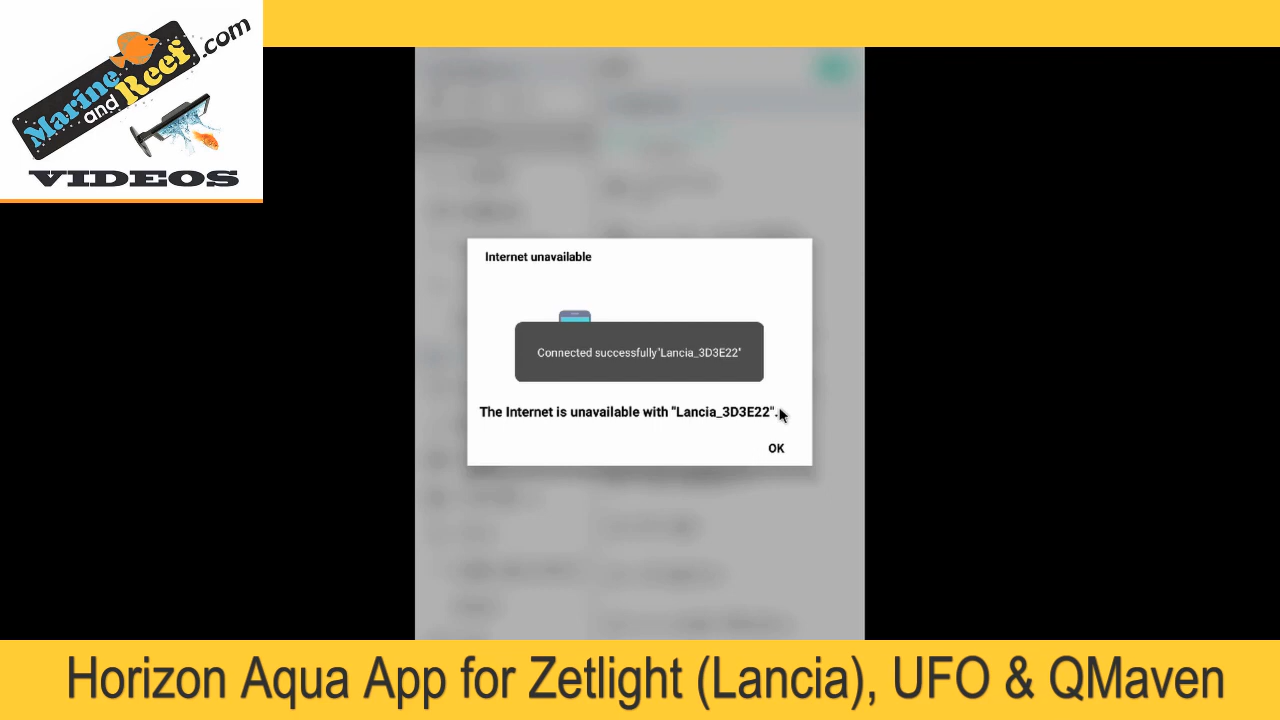 Marine
and
Reef
.com
VIDEOS
Internet unavailable
Connected successfully"Lancia_3D3E22"
The Internet is unavailable with "Lancia_3D3E22".
OK
Horizon Aqua App for Zetlight (Lancia), UFO & QMaven